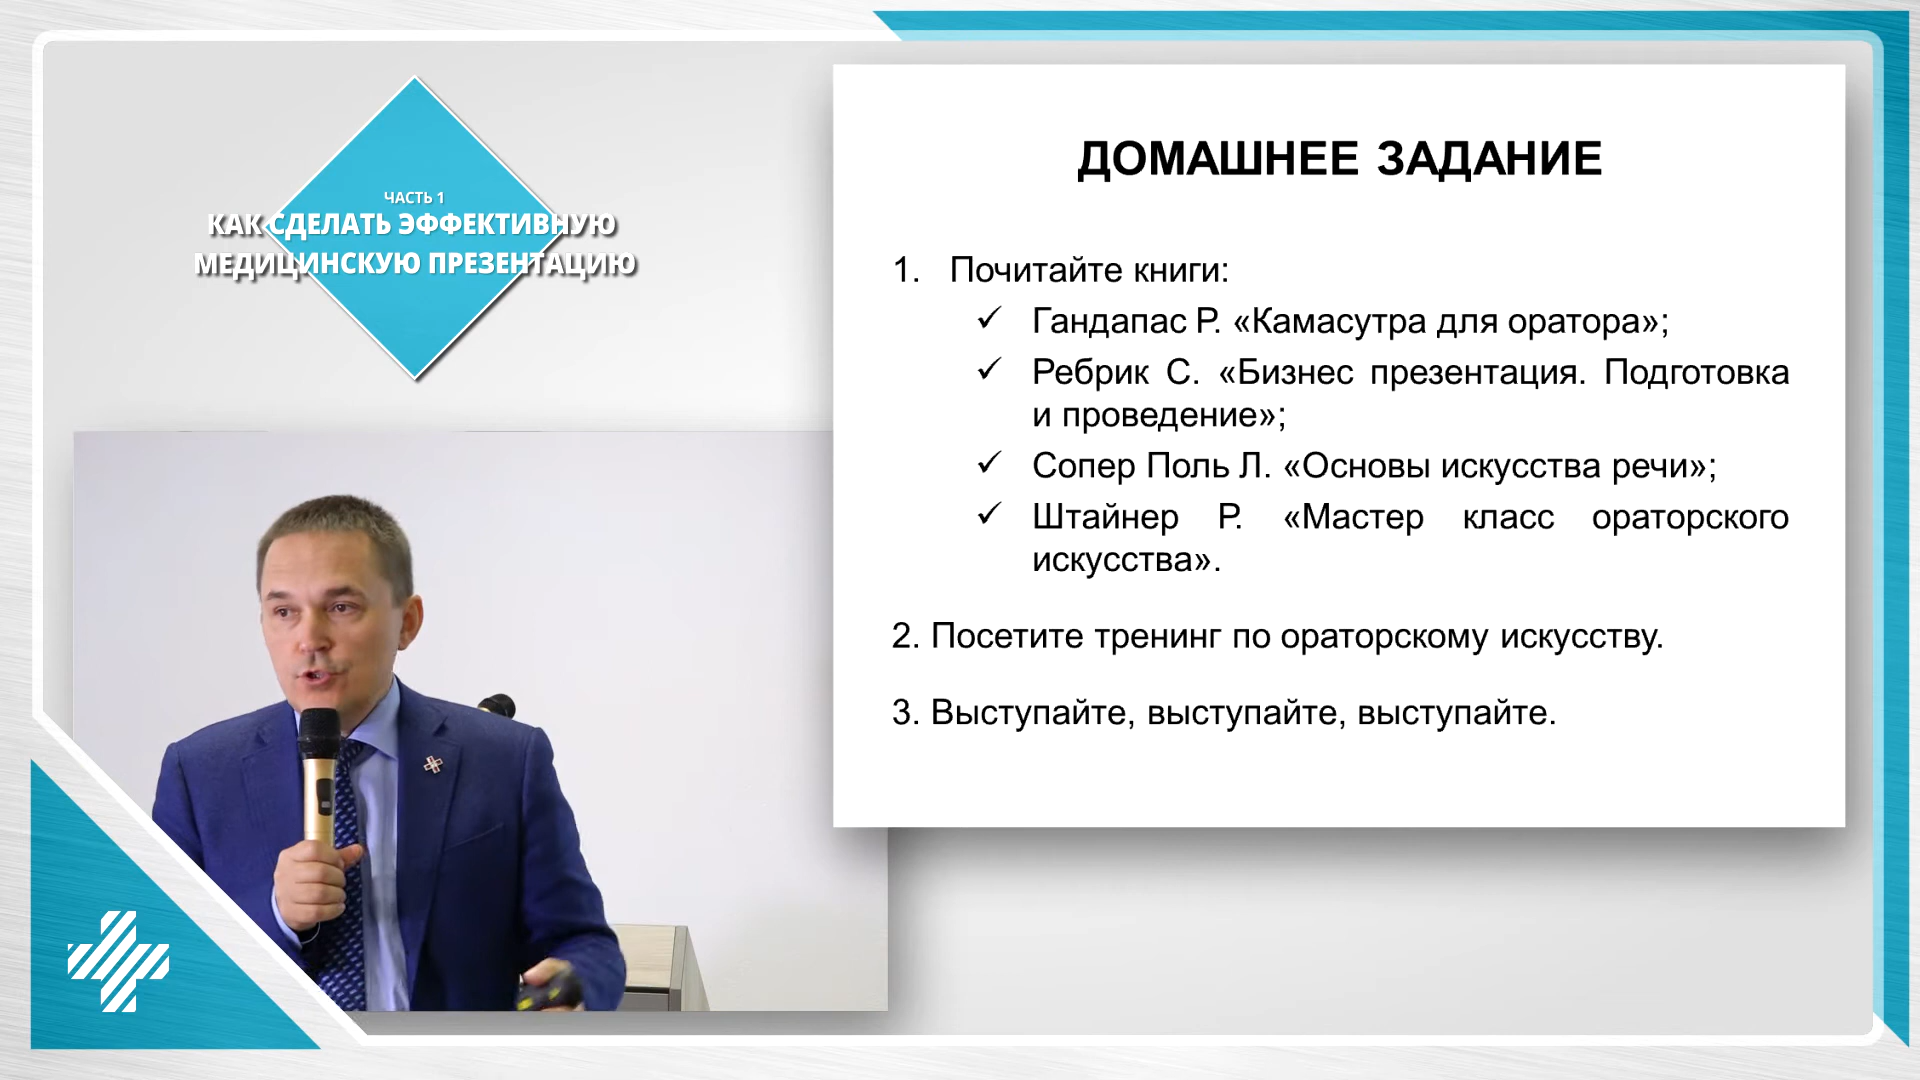 ЧАСТЬ 1
КАК СДЕЛАТЬ ЭФФЕКТИВНУЮ
МЕДИЦИНСКУЮ ПРЕЗЕНТАЦИЮ
ДОМАШНЕЕ ЗАДАНИЕ
1. Почитайте книги:
✓ Гандапас Р. «Камасутра для оратора»;
✓ Ребрик С. «Бизнес презентация. Подготовка
и проведение»;
✓ Сопер Поль Л. «Основы искусства речи»;
✓ Штайнер Р. «Мастер класс ораторского
искусства».
2. Посетите тренинг по ораторскому искусству.
3. Выступайте, выступайте, выступайте.